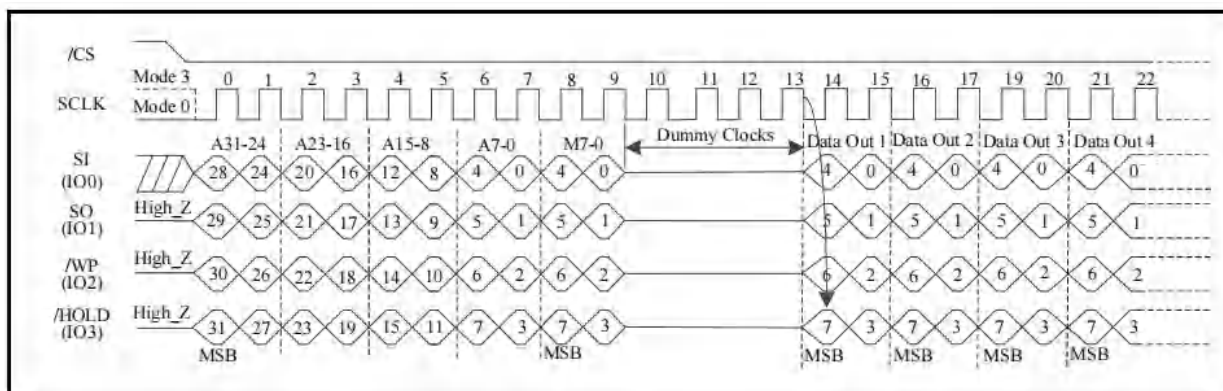 /CS
Mode 3 0 1 2 3 4 5 6 7 8 9 10 11 12 13 14 15 16 17 19 20 21 22
SCLK Mode 0
A31-24 A23-16 A15-8 A7-0 M7-0 Dummy Clocks Data Out 1 Data Out 2 Data Out 3 Data Out 4
SI
(IO0) 28 24 20 16 12 8 4 0 4 0 4 0 4 0 4 0 4 0
SO High_Z
(IO1) 29 25 21 17 13 9 5 1 5 1 5 1 5 1 5 1 5 1
/WP High_Z
(IO2) 30 26 22 18 14 10 6 2 6 2 6 2 6 2 6 2 6 2
/HOLD High_Z
(IO3) 31 27 23 19 15 11 7 3 7 3 7 3 7 3 7 3 7 3
MSB MSB MSB MSB MSB MSB